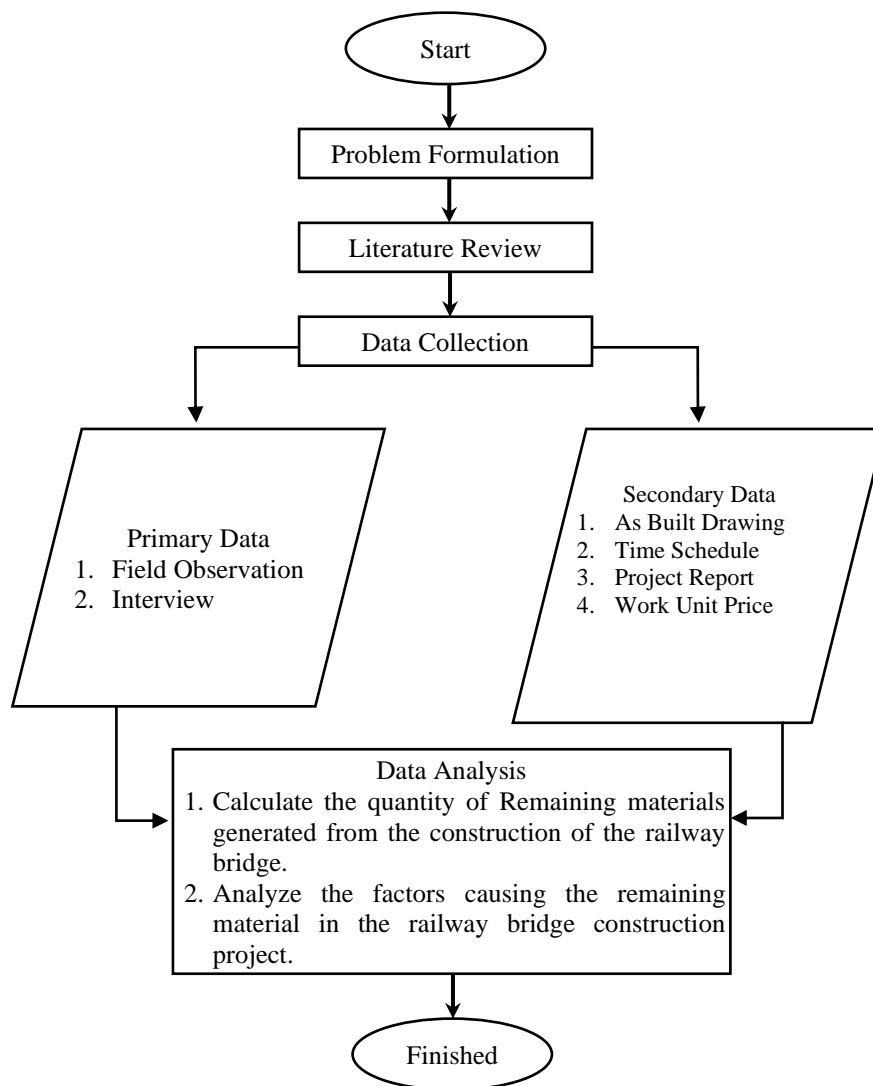 Start
Problem Formulation
Literature Review
Data Collection
Primary Data
1. Field Observation
2. Interview
Secondary Data
1. As Built Drawing
2. Time Schedule
3. Project Report
4. Work Unit Price
Data Analysis
1. Calculate the quantity of Remaining materials
generated from the construction of the railway
bridge.
2. Analyze the factors causing the remaining
material in the railway bridge construction
project.
Finished